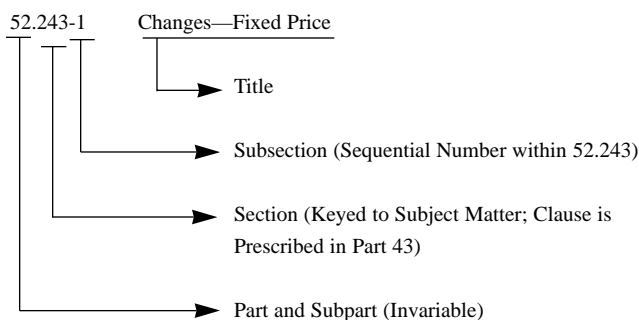 52.243-1 Changes—Fixed Price
Title
Subsection (Sequential Number within 52.243)
Section (Keyed to Subject Matter; Clause is
Prescribed in Part 43)
Part and Subpart (Invariable)